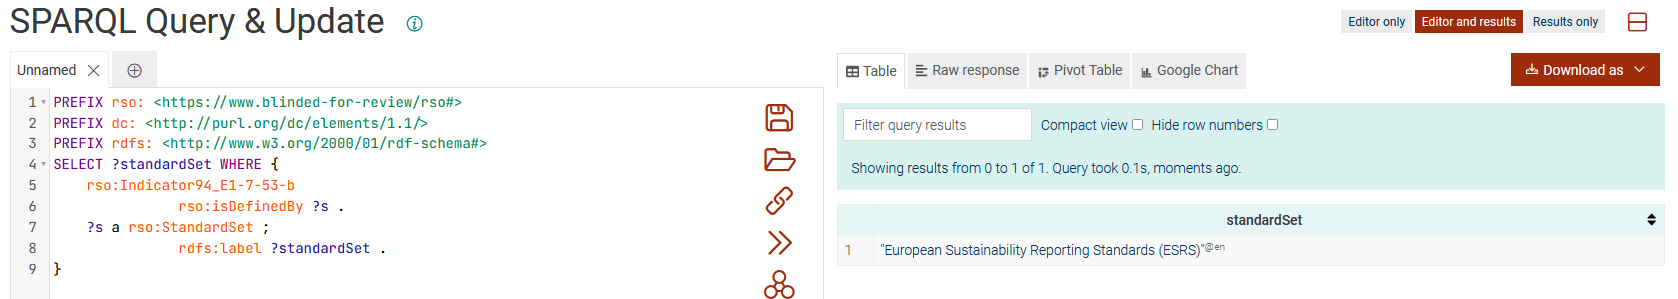 SPARQL Query & Update
Editor only Editor and results Results only
Unnamed
Table Raw response Pivot Table Google Chart
Download as
1 PREFIX rso: <https://www.blinded-for-review/rso#>
2 PREFIX dc: <http://purl.org/dc/elements/1.1/>
3 PREFIX rdfs: <http://www.w3.org/2000/01/rdf-schema#>
4 SELECT ?standardSet WHERE {
5 rso:Indicator94_E1-7-53-b
6 rso:isDefinedBy ?s .
7 ?s a rso:StandardSet ;
8 rdfs:label ?standardSet .
9 }
Filter query results Compact view Hide row numbers
Showing results from 0 to 1 of 1. Query took 0.1s, moments ago.
standardSet
1 "European Sustainability Reporting Standards (ESRS)"@en